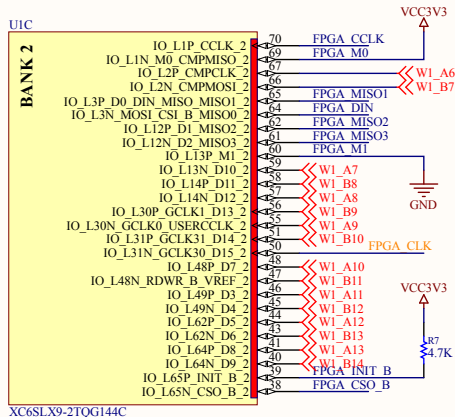 U1C
VCC3V3
BANK 2
IO_L1P_CCLK_2 70 FPGA_CCLK
IO_L1N_M0_CMPMISO_2 69 FPGA_M0
IO_L2P_CMPCLK_2 67 W1_A6
IO_L2N_CMPMOSI_2 66 W1_B7
IO_L3P_D0_DIN_MISO_MISO1_2 65 FPGA_MISO1
IO_L3N_MOSI_CSI_B_MISO0_2 64 FPGA_DIN
IO_L12P_D1_MISO2_2 62 FPGA_MISO2
IO_L12N_D2_MISO3_2 61 FPGA_MISO3
IO_L13P_M1_2 60 FPGA_M1
IO_L13N_D10_2 59 W1_A7
IO_L14P_D11_2 58 W1_B8
IO_L14N_D12_2 57 W1_A8
IO_L30P_GCLK1_D13_2 56 W1_B9
GND
IO_L30N_GCLK0_USERCCLK_2 55 W1_A9
IO_L31P_GCLK31_D14_2 51 W1_B10
IO_L31N_GCLK30_D15_2 50 FPGA_CLK
IO_L48P_D7_2 48 W1_A10
IO_L48N_RDWR_B_VREF_2 47 W1_B11
VCC3V3
IO_L49P_D3_2 46 W1_A11
IO_L49N_D4_2 45 W1_B12
IO_L62P_D5_2 44 W1_A12
IO_L62N_D6_2 43 W1_B13
R7
IO_L64P_D8_2 41 W1_A13
4.7K
IO_L64N_D9_2 40 W1_B14
IO_L65P_INIT_B_2 39 FPGA_INIT_B
IO_L65N_CSO_B_2 38 FPGA_CSO_B
XC6SLX9-2TQG144C